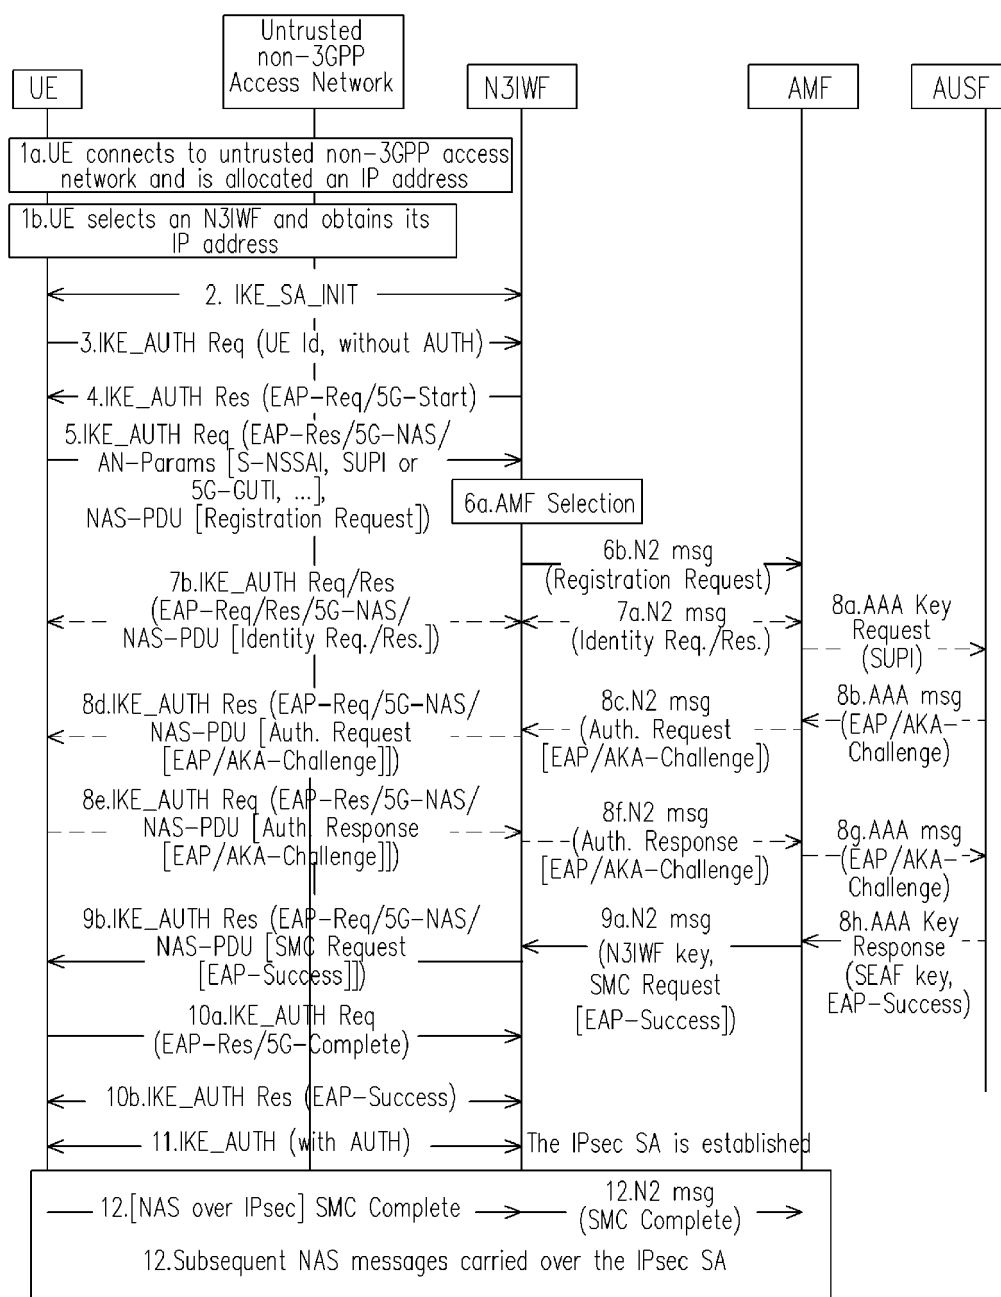 Untrusted
non-3GPP
Access Network
UE
N3IWF
AMF
AUSF
1a.UE connects to untrusted non-3GPP access
network and is allocated an IP address
1b.UE selects an N3IWF and obtains its
IP address
2. IKE_SA_INIT
3.IKE_AUTH Req (UE Id, without AUTH)
4.IKE_AUTH Res (EAP-Req/5G-Start)
5.IKE_AUTH Req (EAP-Res/5G-NAS/
AN-Params [S-NSSAI, SUPI or
5G-GUTI, ...],
NAS-PDU [Registration Request])
6a.AMF Selection
6b.N2 msg
(Registration Request)
7b.IKE_AUTH Req/Res
(EAP-Req/Res/5G-NAS/
NAS-PDU [Identity Req./Res.])
7a.N2 msg
(Identity Req./Res.)
8a.AAA Key
Request
(SUPI)
8d.IKE_AUTH Res (EAP-Req/5G-NAS/
NAS-PDU [Auth. Request
[EAP/AKA-Challenge]])
8c.N2 msg
(Auth. Request
[EAP/AKA-Challenge])
8b.AAA msg
(EAP/AKA-
Challenge)
8e.IKE_AUTH Req (EAP-Res/5G-NAS/
NAS-PDU [Auth. Response
[EAP/AKA-Challenge]])
8f.N2 msg
(Auth. Response
[EAP/AKA-Challenge])
8g.AAA msg
(EAP/AKA-
Challenge)
9b.IKE_AUTH Res (EAP-Req/5G-NAS/
NAS-PDU [SMC Request
[EAP-Success]])
9a.N2 msg
(N3IWF key,
SMC Request
[EAP-Success])
8h.AAA Key
Response
(SEAF key,
EAP-Success)
10a.IKE_AUTH Req
(EAP-Res/5G-Complete)
10b.IKE_AUTH Res (EAP-Success)
11.IKE_AUTH (with AUTH)
The IPsec SA is established
12.[NAS over IPsec] SMC Complete
12.N2 msg
(SMC Complete)
12.Subsequent NAS messages carried over the IPsec SA